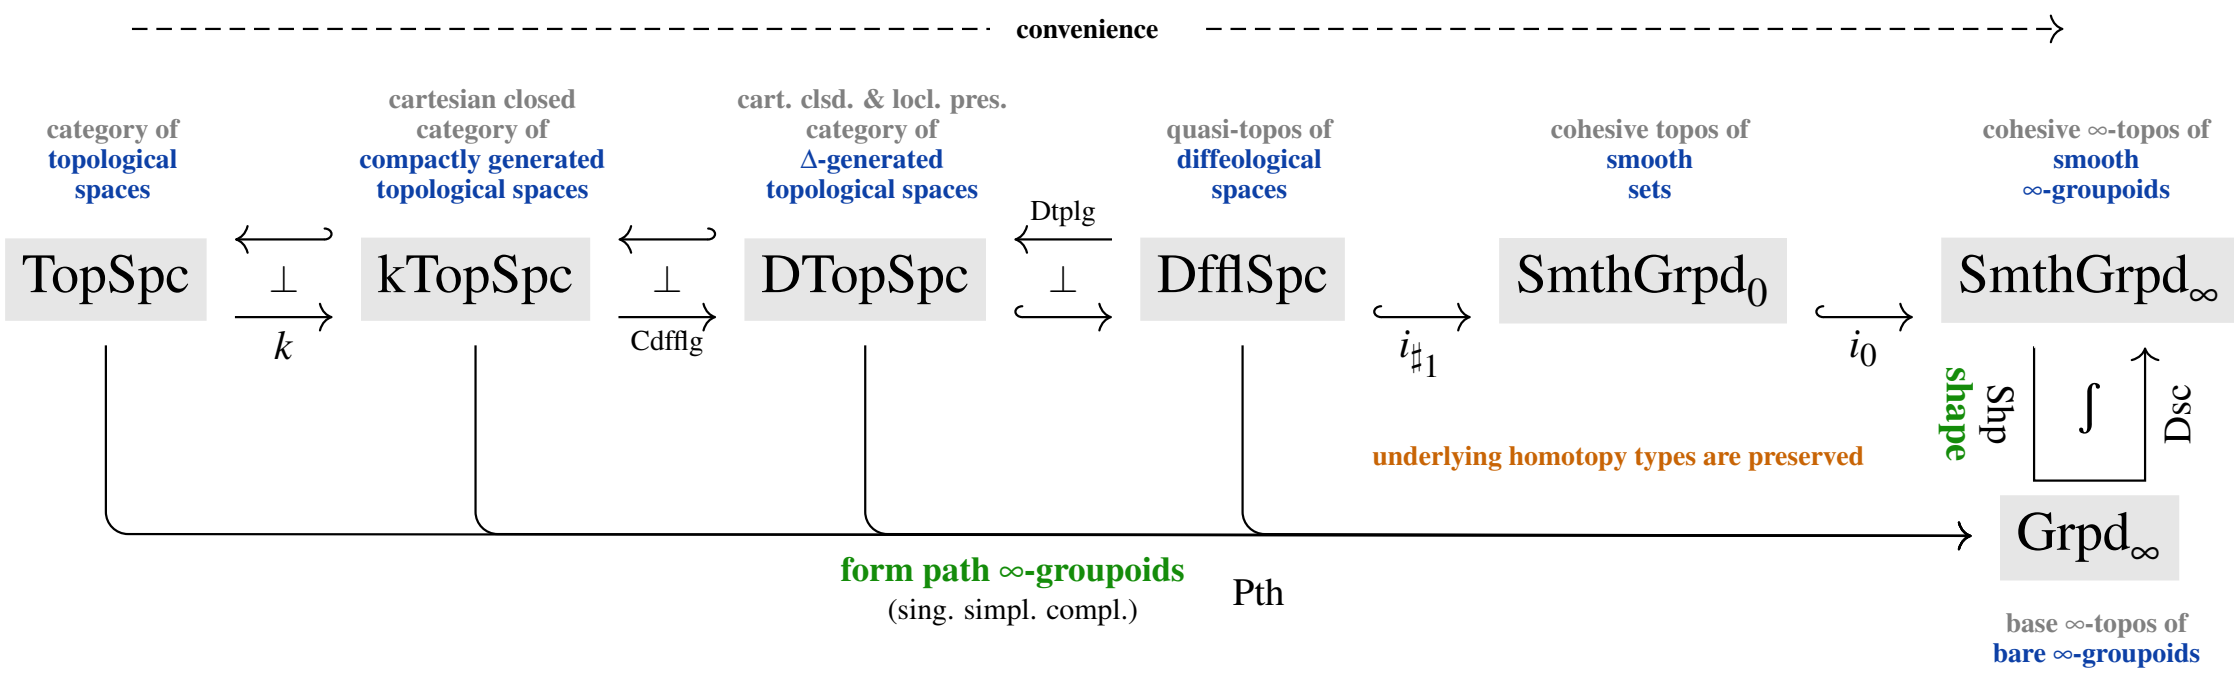 convenience
category of
topological
spaces
cartesian closed
category of
compactly generated
topological spaces
cart. clsd. & locl. pres.
category of
Δ-generated
topological spaces
quasi-topos of
diffeological
spaces
cohesive topos of
smooth
sets
cohesive ∞-topos of
smooth
∞-groupoids
Dtplg
TopSpc ⊥ kTopSpc ⊥ DTopSpc ⊥ DfflSpc SmthGrpd₀ SmthGrpd∞
k Cdfflg i♯₁ i₀
shape
Shp
∫
Dsc
underlying homotopy types are preserved
Grpd∞
form path ∞-groupoids
(sing. simpl. compl.)
Pth
base ∞-topos of
bare ∞-groupoids